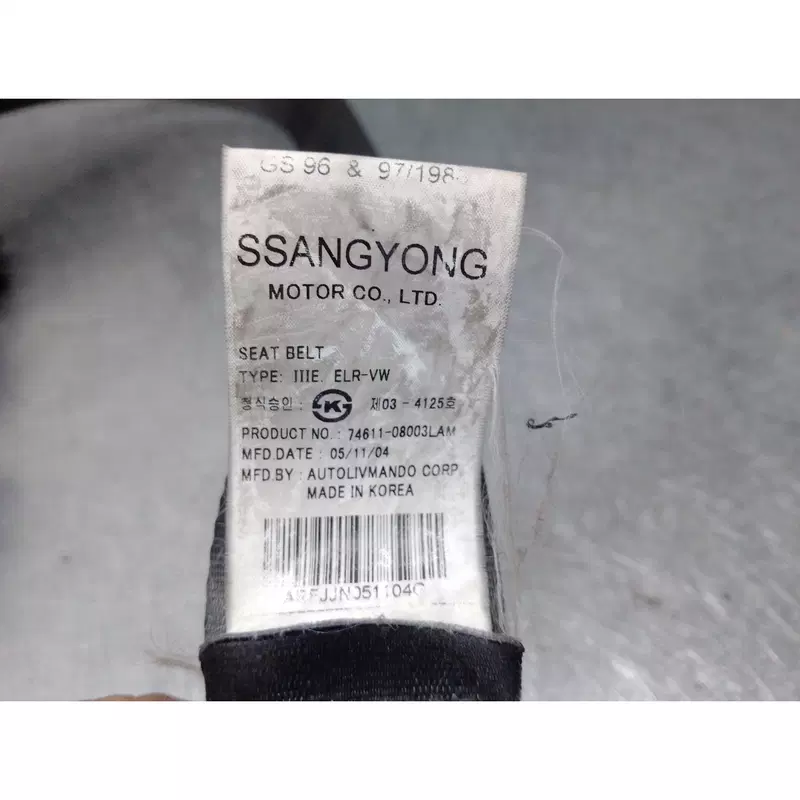 GS 96 & 97/198
SSANGYONG
MOTOR CO., LTD.
SEAT BELT
TYPE: IIIE. ELR-VW
형식승인 : 제03 - 4125호
PRODUCT NO. : 74611-08003LAM
MFD.DATE : 05/11/04
MFD.BY : AUTOLIVMANDO CORP
MADE IN KOREA